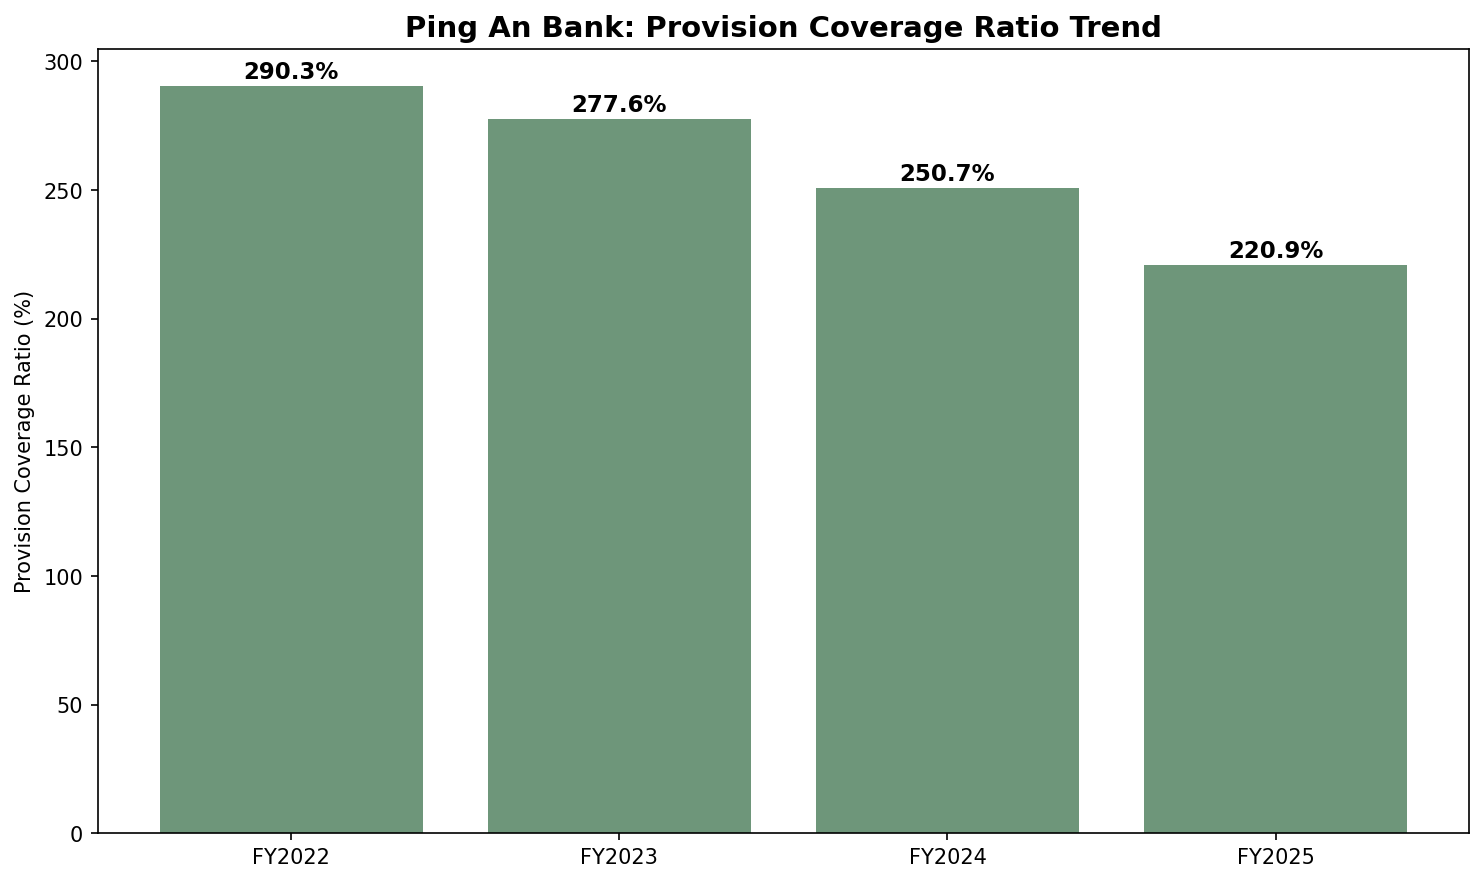 Ping An Bank: Provision Coverage Ratio Trend
Provision Coverage Ratio (%)
300
250
200
150
100
50
0
290.3%
277.6%
250.7%
220.9%
FY2022
FY2023
FY2024
FY2025